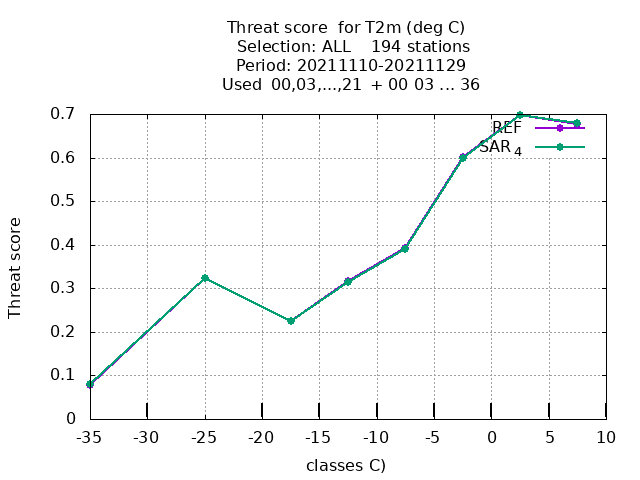 Threat score  for T2m (deg C)
Selection: ALL    194 stations
Period: 20211110-20211129
Used  00,03,...,21  + 00 03 ... 36
0.7
0.6
0.5
0.4
0.3
0.2
0.1
0
Threat score
REF
SAR 4
-35 -30 -25 -20 -15 -10 -5 0 5 10
classes C)